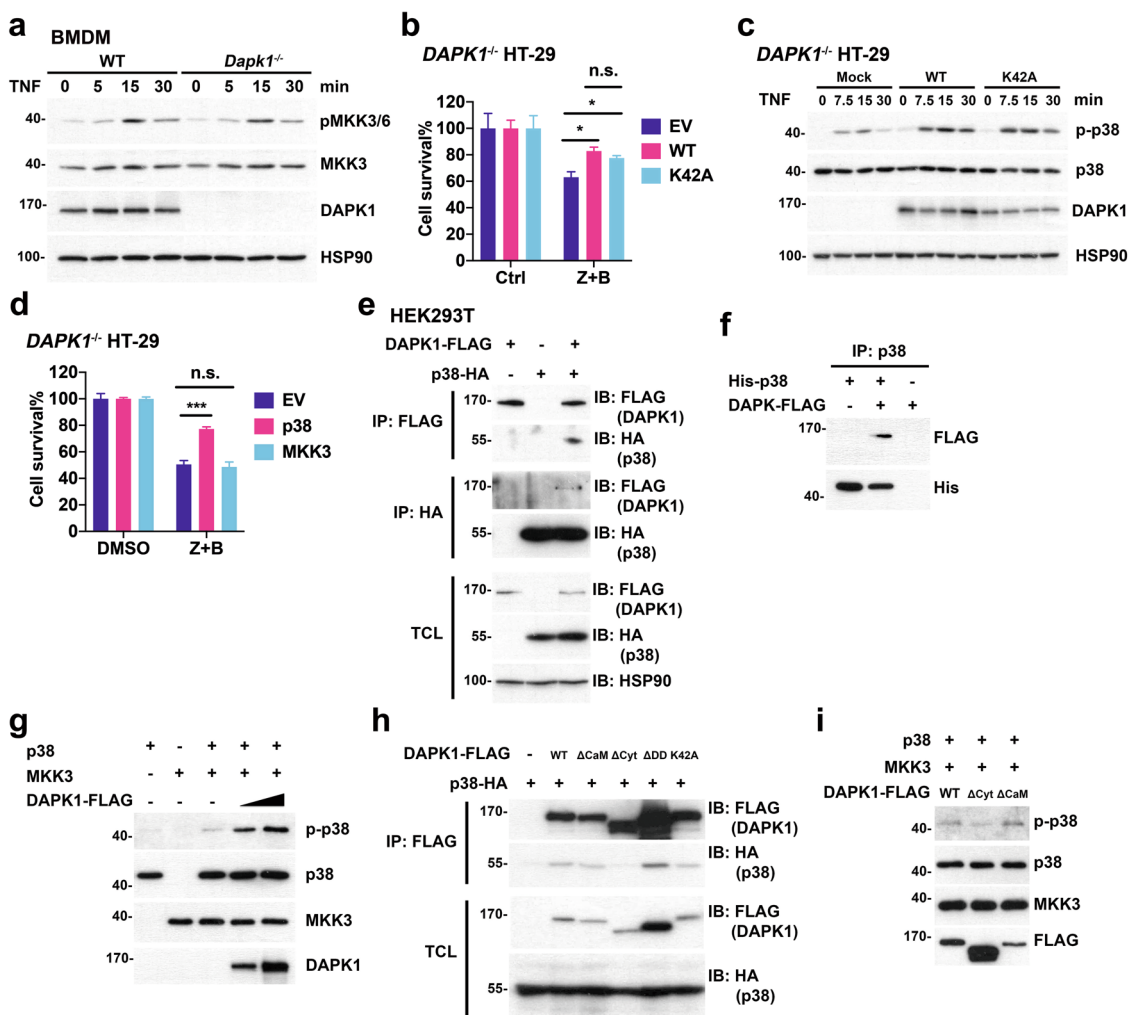 a
BMDM
WT Dapk1-/-
TNF 0 5 15 30 0 5 15 30 min
40- pMKK3/6
40- MKK3
170- DAPK1
100- HSP90
b
DAPK1-/- HT-29
n.s.
*
*
120
100
80
60
40
20
0
Cell survival%
Ctrl Z+B
EV
WT
K42A
c
DAPK1-/- HT-29
Mock WT K42A
TNF 0 7.5 15 30 0 7.5 15 30 0 7.5 15 30 min
40- p-p38
40- p38
170- DAPK1
100- HSP90
d
DAPK1-/- HT-29
n.s.
***
120
100
80
60
40
20
0
Cell survival%
DMSO Z+B
EV
p38
MKK3
e
HEK293T
DAPK1-FLAG + - +
p38-HA - + +
IP: FLAG
170- IB: FLAG
(DAPK1)
55- IB: HA
(p38)
IP: HA
170- IB: FLAG
(DAPK1)
55- IB: HA
(p38)
TCL
170- IB: FLAG
(DAPK1)
55- IB: HA
(p38)
100- IB: HSP90
f
IP: p38
His-p38 + + -
DAPK-FLAG - + +
170- FLAG
40- His
g
p38 + - + + +
MKK3 - + + + +
DAPK1-FLAG - - -
40- p-p38
40- p38
40- MKK3
170- DAPK1
h
DAPK1-FLAG - WT ΔCaM ΔCyt ΔDD K42A
p38-HA + + + + + +
IP: FLAG
170- IB: FLAG
(DAPK1)
55- IB: HA
(p38)
TCL
170- IB: FLAG
(DAPK1)
55- IB: HA
(p38)
i
p38 + + +
MKK3 + + +
DAPK1-FLAG WT ΔCyt ΔCaM
40- p-p38
40- p38
40- MKK3
170- FLAG